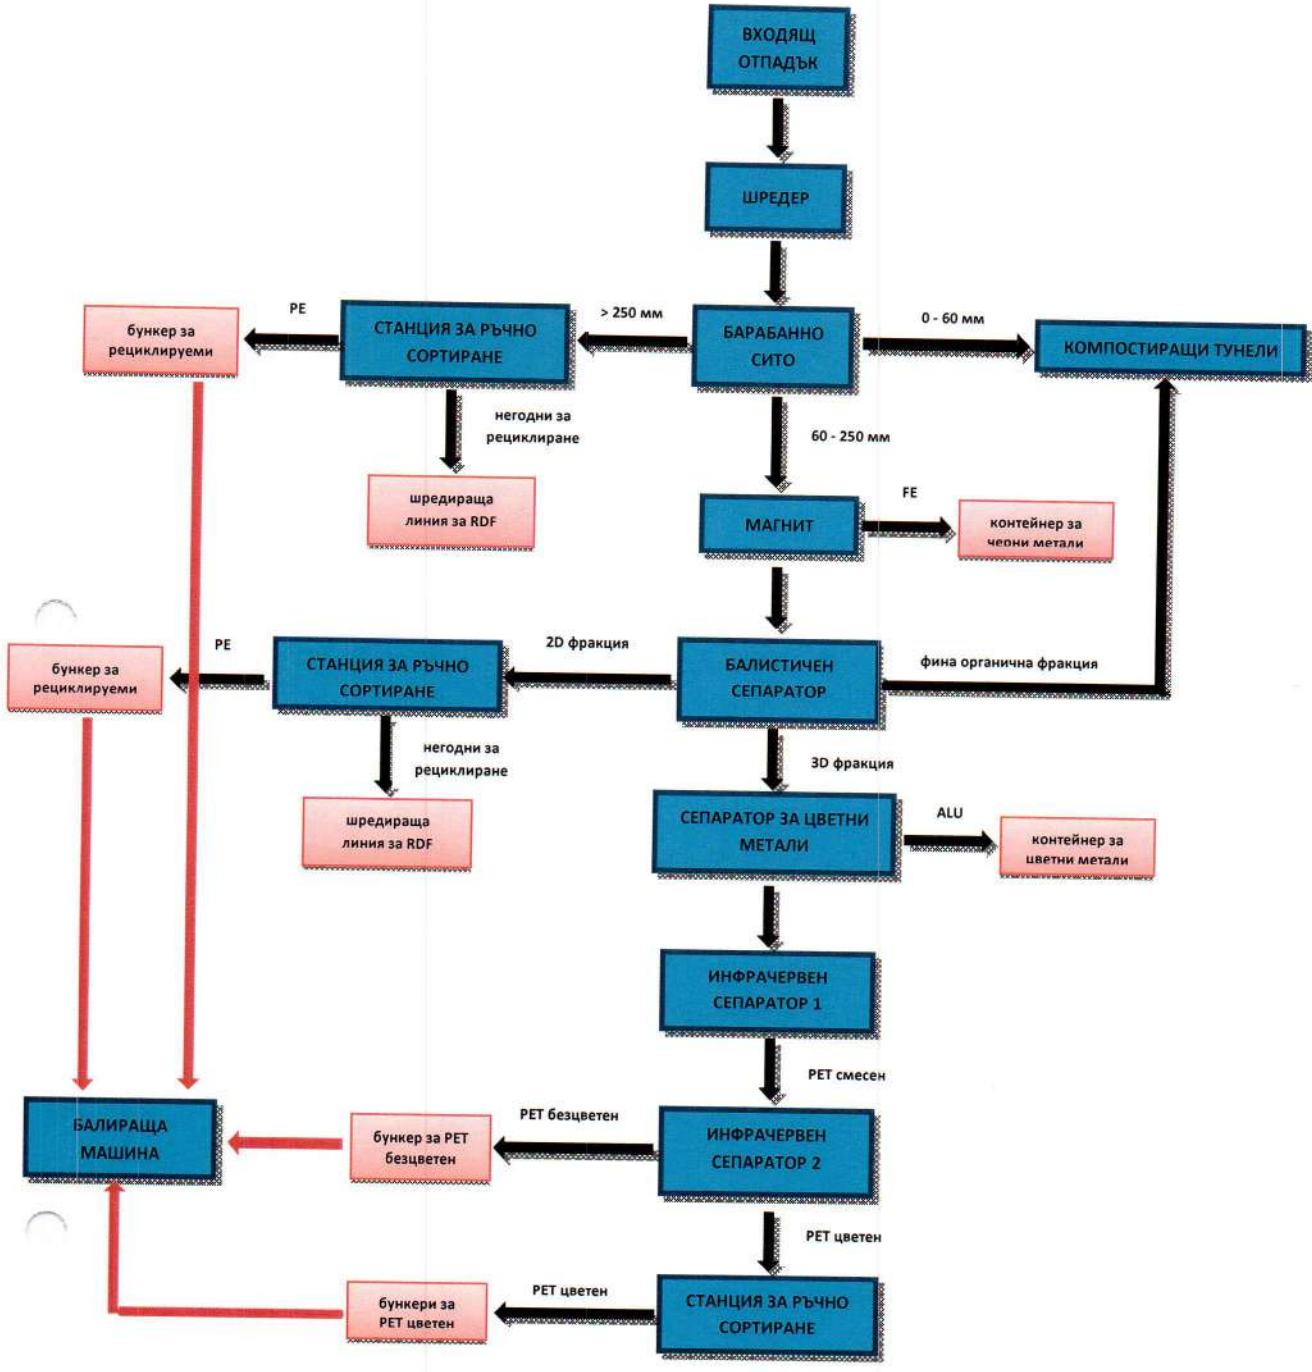 ВХОДЯЩ
ОТПАДЪК
ШРЕДЕР
PE
> 250 мм
0 - 60 мм
бункер за
рециклируеми
СТАНЦИЯ ЗА РЪЧНО
СОРТИРАНЕ
БАРАБАННО
СИТО
КОМПОСТИРАЩИ ТУНЕЛИ
негодни за
рециклиране
60 - 250 мм
шредираща
линия за RDF
МАГНИТ
FE
контейнер за
черни метали
PE
2D фракция
бункер за
рециклируеми
СТАНЦИЯ ЗА РЪЧНО
СОРТИРАНЕ
БАЛИСТИЧЕН
СЕПАРАТОР
фина органична фракция
негодни за
рециклиране
3D фракция
шредираща
линия за RDF
СЕПАРАТОР ЗА ЦВЕТНИ
МЕТАЛИ
ALU
контейнер за
цветни метали
ИНФРАЧЕРВЕН
СЕПАРАТОР 1
PET смесен
БАЛИРАЩА
МАШИНА
бункер за PET
безцветен
PET безцветен
ИНФРАЧЕРВЕН
СЕПАРАТОР 2
PET цветен
бункери за
PET цветен
PET цветен
СТАНЦИЯ ЗА РЪЧНО
СОРТИРАНЕ